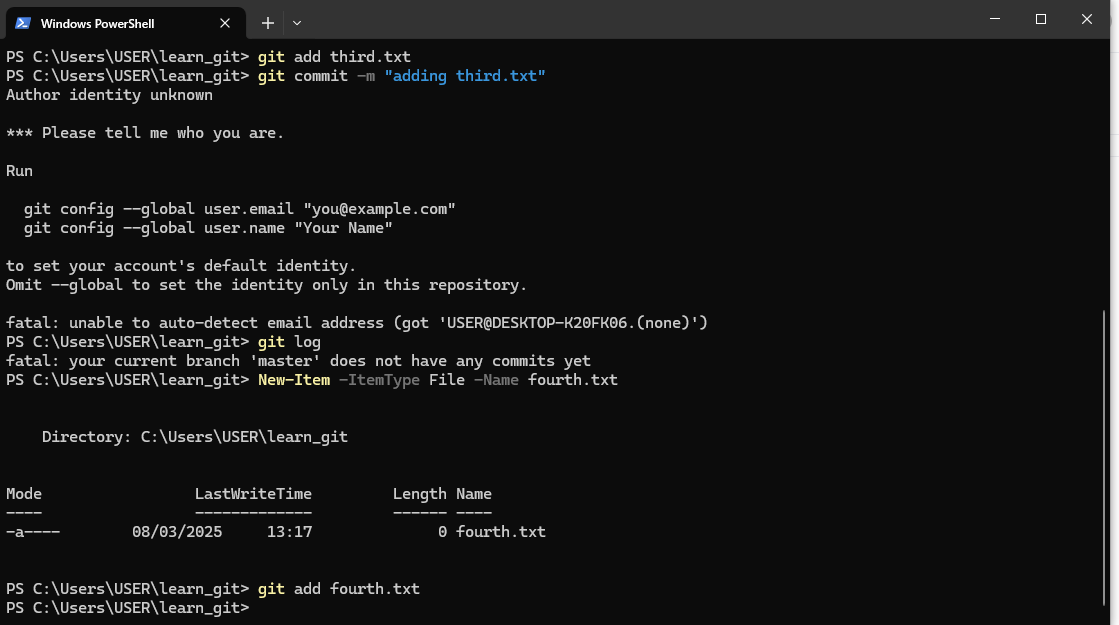 Windows PowerShell
PS C:\Users\USER\learn_git> git add third.txt
PS C:\Users\USER\learn_git> git commit -m "adding third.txt"
Author identity unknown
*** Please tell me who you are.
Run
git config --global user.email "you@example.com"
git config --global user.name "Your Name"
to set your account's default identity.
Omit --global to set the identity only in this repository.
fatal: unable to auto-detect email address (got 'USER@DESKTOP-K20FK06.(none)')
PS C:\Users\USER\learn_git> git log
fatal: your current branch 'master' does not have any commits yet
PS C:\Users\USER\learn_git> New-Item -ItemType File -Name fourth.txt
Directory: C:\Users\USER\learn_git
Mode                 LastWriteTime         Length Name
----                 -------------         ------ ----
-a----        08/03/2025     13:17              0 fourth.txt
PS C:\Users\USER\learn_git> git add fourth.txt
PS C:\Users\USER\learn_git>